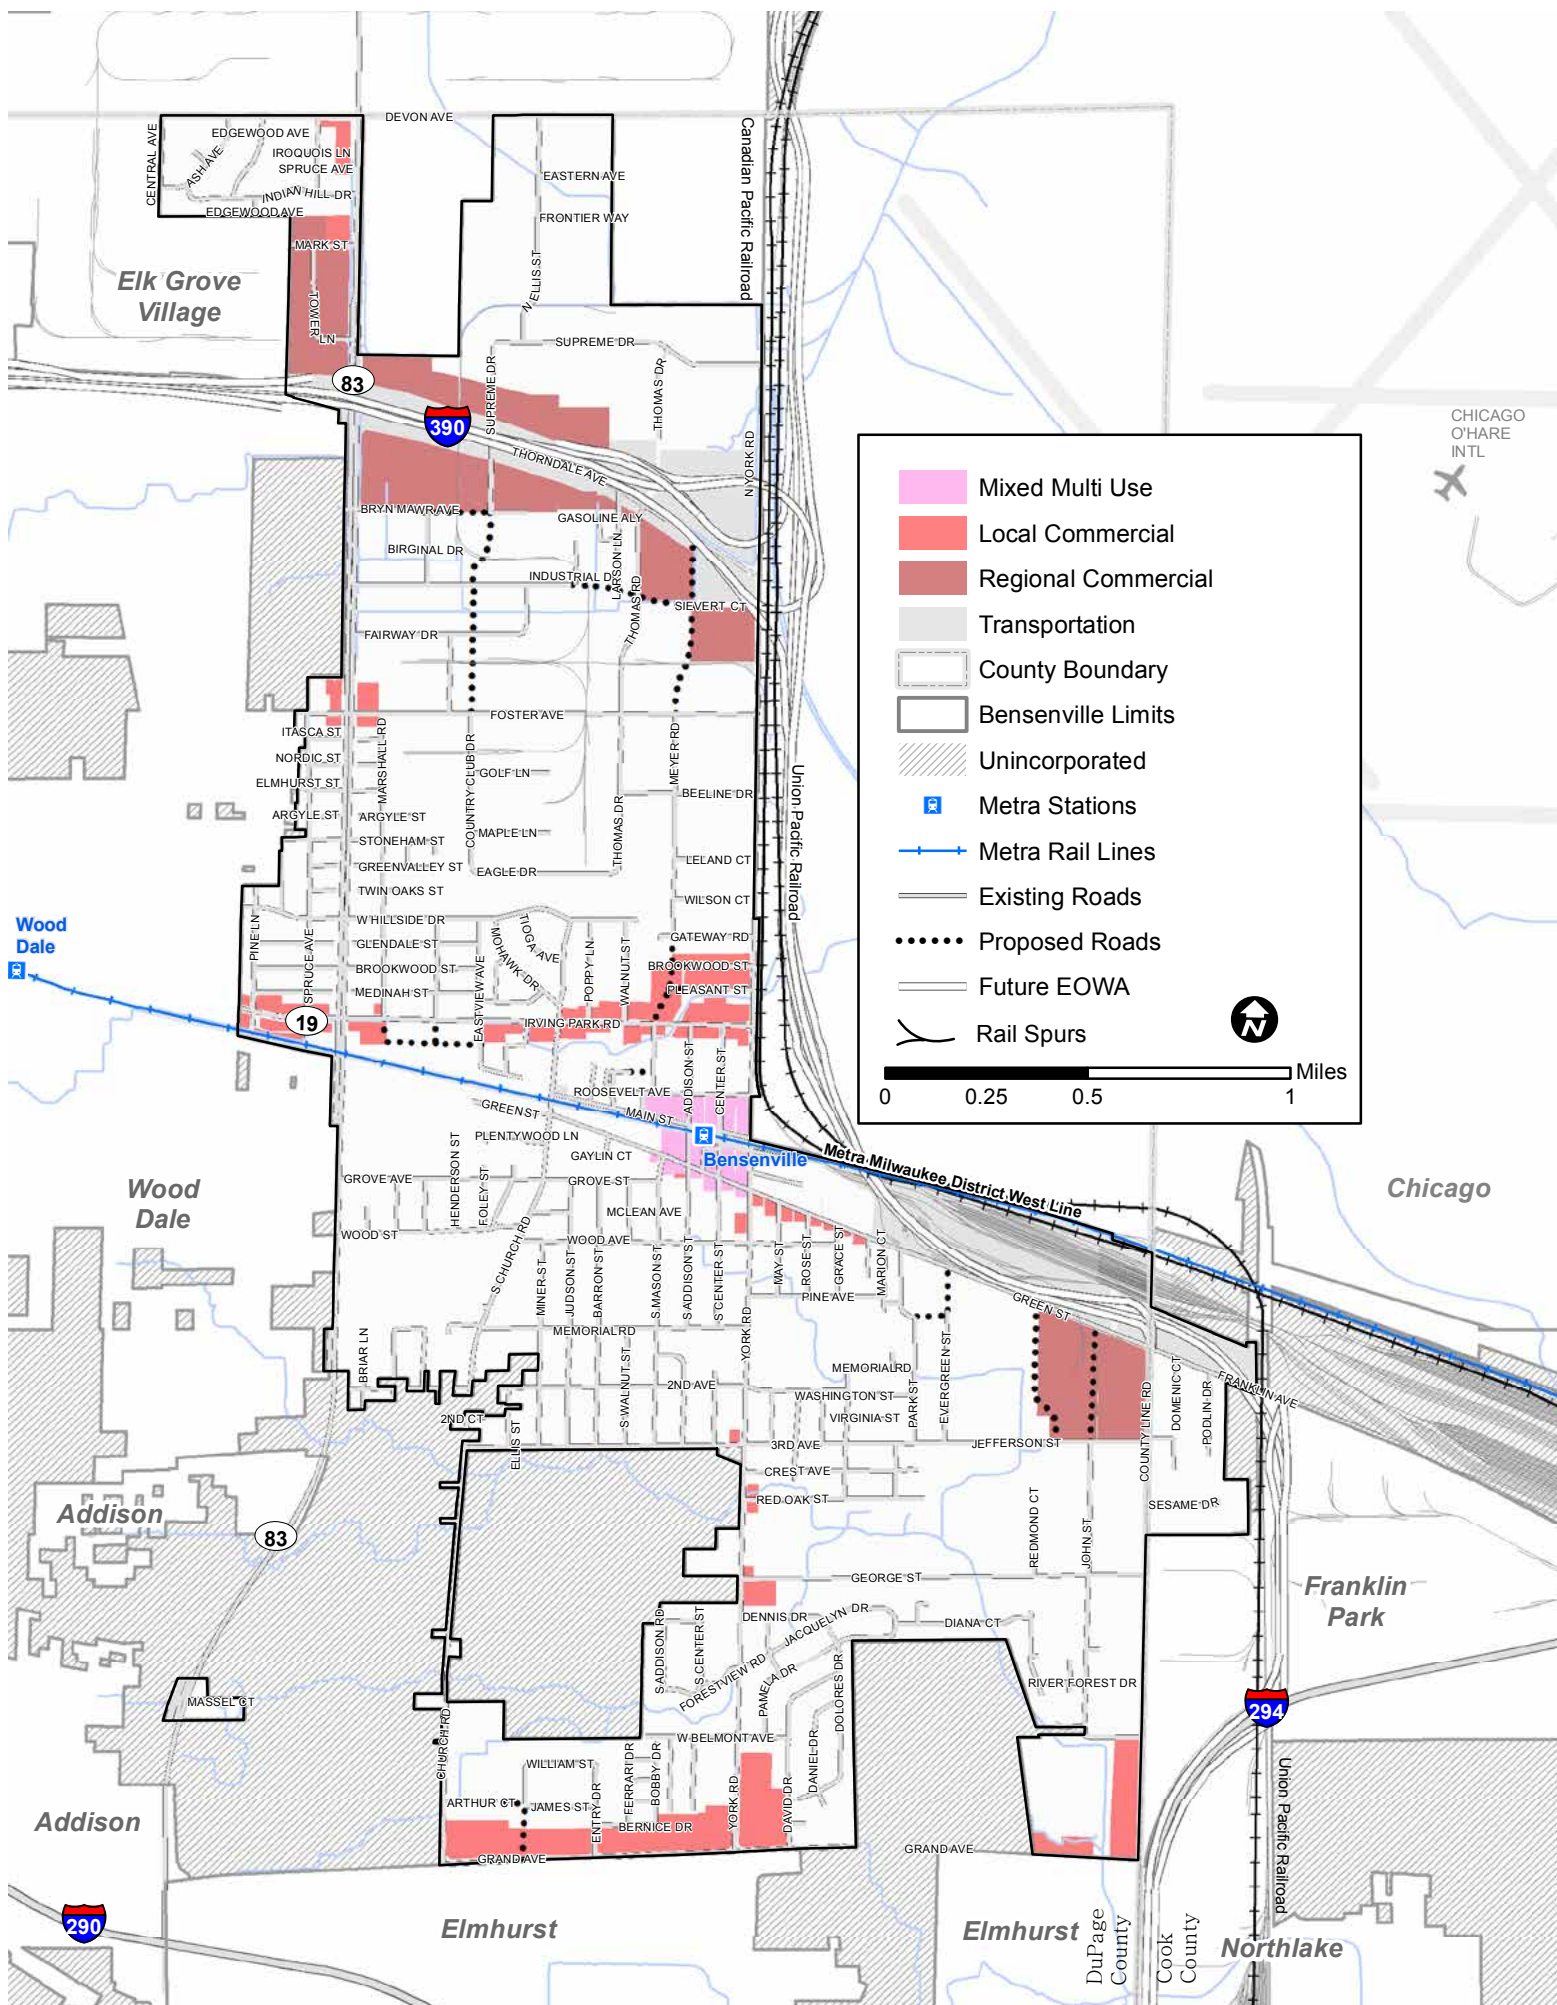 DEVON AVE
CENTRAL AVE
EDGEWOOD AVE
ASH AVE
IROQUOIS LN
SPRUCE AVE
INDIAN HILL DR
EDGEWOOD AVE
EASTERN AVE
FRONTIER WAY
N ELLIS ST
Canadian Pacific Railroad
MARK ST
TOWER
LN
Elk Grove
Village
SUPREME DR
SUPREME DR
THOMAS DR
83
390
THORNDALE AVE
N YORK RD
CHICAGO
O'HARE
INTL
BRYN MAWR AVE
GASOLINE ALY
BIRGINAL DR
INDUSTRIAL D
LARSON LN
THOMAS RD
SIEVERT CT
FAIRWAY DR
Mixed Multi Use
Local Commercial
Regional Commercial
Transportation
County Boundary
Bensenville Limits
Unincorporated
Metra Stations
Metra Rail Lines
Existing Roads
Proposed Roads
Future EOWA
Rail Spurs
N
Miles
0
0.25
0.5
1
FOSTER AVE
ITASCA ST
NORDIC ST
ELMHURST ST
ARGYLE ST
MARSHALL RD
ARGYLE ST
STONEHAM ST
GREENVALLEY ST
TWIN OAKS ST
COUNTRY CLUB DR
GOLF LN
MAPLE LN
EAGLE DR
THOMAS DR
MEYER RD
BEELINE DR
LELAND CT
WILSON CT
GATEWAY RD
Union Pacific Railroad
Wood
Dale
PINE LN
SPRUCE AVE
W HILLSIDE DR
GLENDALE ST
BROOKWOOD ST
MEDINAH ST
EASTVIEW AVE
MOHAWK DR
TIOGA AVE
POPPY LN
WALNUT ST
BROOKWOOD ST
PLEASANT ST
19
IRVING PARK RD
ADDISON ST
CENTER ST
ROOSEVELT AVE
GREEN ST
MAIN ST
PLENTYWOOD LN
GAYLIN CT
Bensenville
Metra Milwaukee District West Line
Chicago
Wood
Dale
GROVE AVE
HENDERSON ST
FOLEY ST
GROVE ST
MCLEAN AVE
WOOD ST
S CHURCH RD
WOOD AVE
MINER ST
JUDSON ST
BARRON ST
S MASON ST
S ADDISON ST
S CENTER ST
YORK RD
MAY ST
ROSE ST
GRACE ST
MARION CT
PINE AVE
GREEN ST
BRIAR LN
MEMORIAL RD
S WALNUT ST
2ND AVE
MEMORIAL RD
WASHINGTON ST
VIRGINIA ST
PARK ST
EVERGREEN ST
FRANKLIN AVE
COUNTY LINE RD
DOMENIC CT
PODLIN DR
2ND CT
ELLIS ST
3RD AVE
JEFFERSON ST
CREST AVE
RED OAK ST
REDMOND CT
JOHN ST
SESAME DR
Addison
83
GEORGE ST
Franklin
Park
S ADDISON RD
S CENTER ST
DENNIS DR
JACQUELYN DR
DIANA CT
FORESTVIEW RD
PAMELA DR
DOLORES DR
RIVER FOREST DR
MASSEL CT
294
CHURCH RD
W BELMONT AVE
WILLIAM ST
FERRARI DR
BOBBY DR
DANIEL DR
ARTHUR CT
JAMES ST
ENTRY DR
BERNICE DR
YORK RD
DAVID DR
Addison
GRAND AVE
GRAND AVE
Union Pacific Railroad
290
Elmhurst
Elmhurst
DuPage
County
Cook
County
Northlake